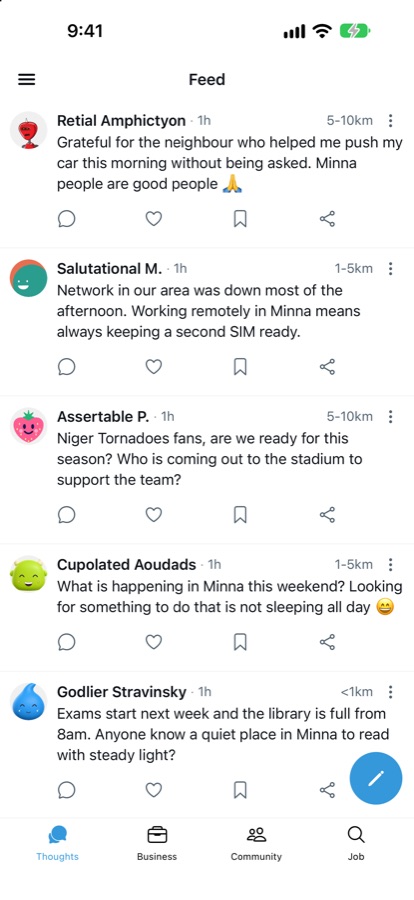 9:41
Feed
Retial Amphictyon · 1h 5-10km
Grateful for the neighbour who helped me push my
car this morning without being asked. Minna
people are good people 🙏
Salutational M. · 1h 1-5km
Network in our area was down most of the
afternoon. Working remotely in Minna means
always keeping a second SIM ready.
Assertable P. · 1h 5-10km
Niger Tornadoes fans, are we ready for this
season? Who is coming out to the stadium to
support the team?
Cupolated Aoudads · 1h 1-5km
What is happening in Minna this weekend? Looking
for something to do that is not sleeping all day 😄
Godlier Stravinsky · 1h <1km
Exams start next week and the library is full from
8am. Anyone know a quiet place in Minna to read
with steady light?
Thoughts Business Community Job